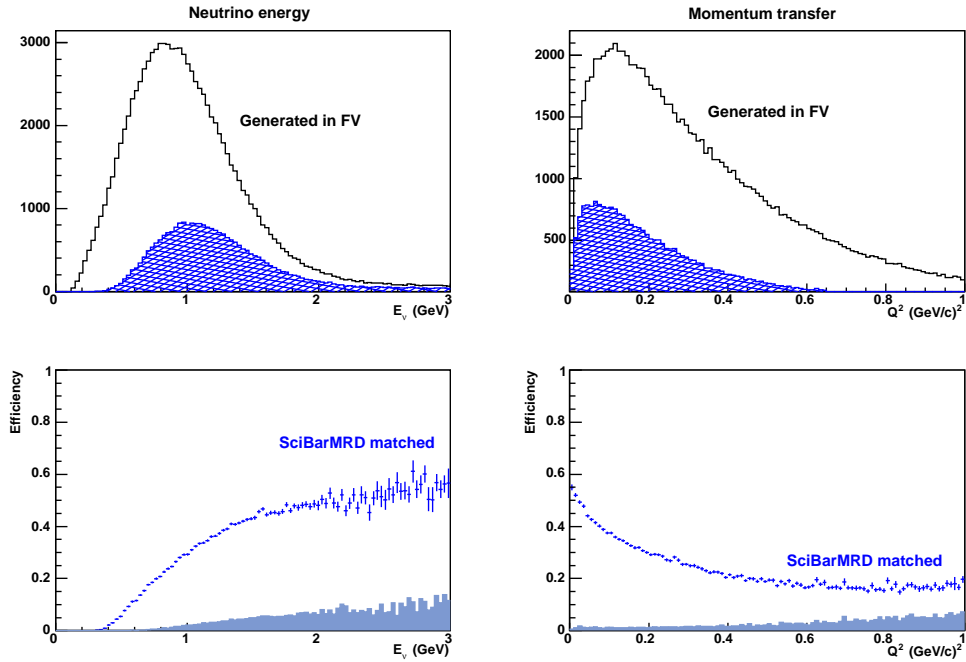 Neutrino energy
3000
2000
1000
0
Generated in FV
0 1 2 3
E_ν (GeV)
Momentum transfer
2000
1500
1000
500
Generated in FV
0 0.2 0.4 0.6 0.8 1
Q² (GeV/c)²
Efficiency
1
0.8
0.6
0.4
0.2
0
SciBarMRD matched
0 1 2 3
E_ν (GeV)
Efficiency
1
0.8
0.6
0.4
0.2
0
SciBarMRD matched
0 0.2 0.4 0.6 0.8 1
Q² (GeV/c)²